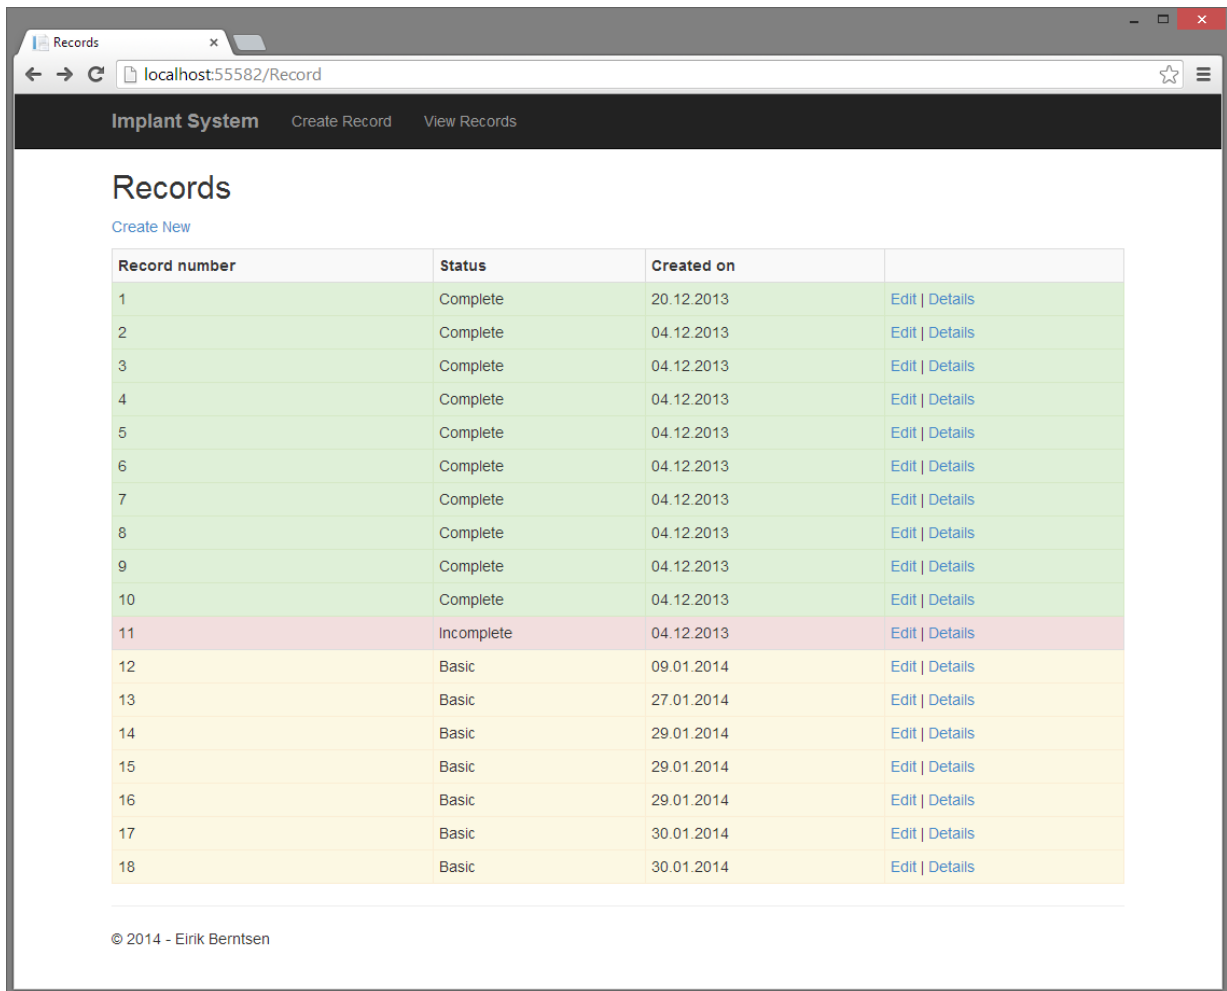 Records
localhost:55582/Record
Implant System Create Record View Records
Records
Create New
Record number Status Created on
1 Complete 20.12.2013 Edit | Details
2 Complete 04.12.2013 Edit | Details
3 Complete 04.12.2013 Edit | Details
4 Complete 04.12.2013 Edit | Details
5 Complete 04.12.2013 Edit | Details
6 Complete 04.12.2013 Edit | Details
7 Complete 04.12.2013 Edit | Details
8 Complete 04.12.2013 Edit | Details
9 Complete 04.12.2013 Edit | Details
10 Complete 04.12.2013 Edit | Details
11 Incomplete 04.12.2013 Edit | Details
12 Basic 09.01.2014 Edit | Details
13 Basic 27.01.2014 Edit | Details
14 Basic 29.01.2014 Edit | Details
15 Basic 29.01.2014 Edit | Details
16 Basic 29.01.2014 Edit | Details
17 Basic 30.01.2014 Edit | Details
18 Basic 30.01.2014 Edit | Details
© 2014 - Eirik Berntsen